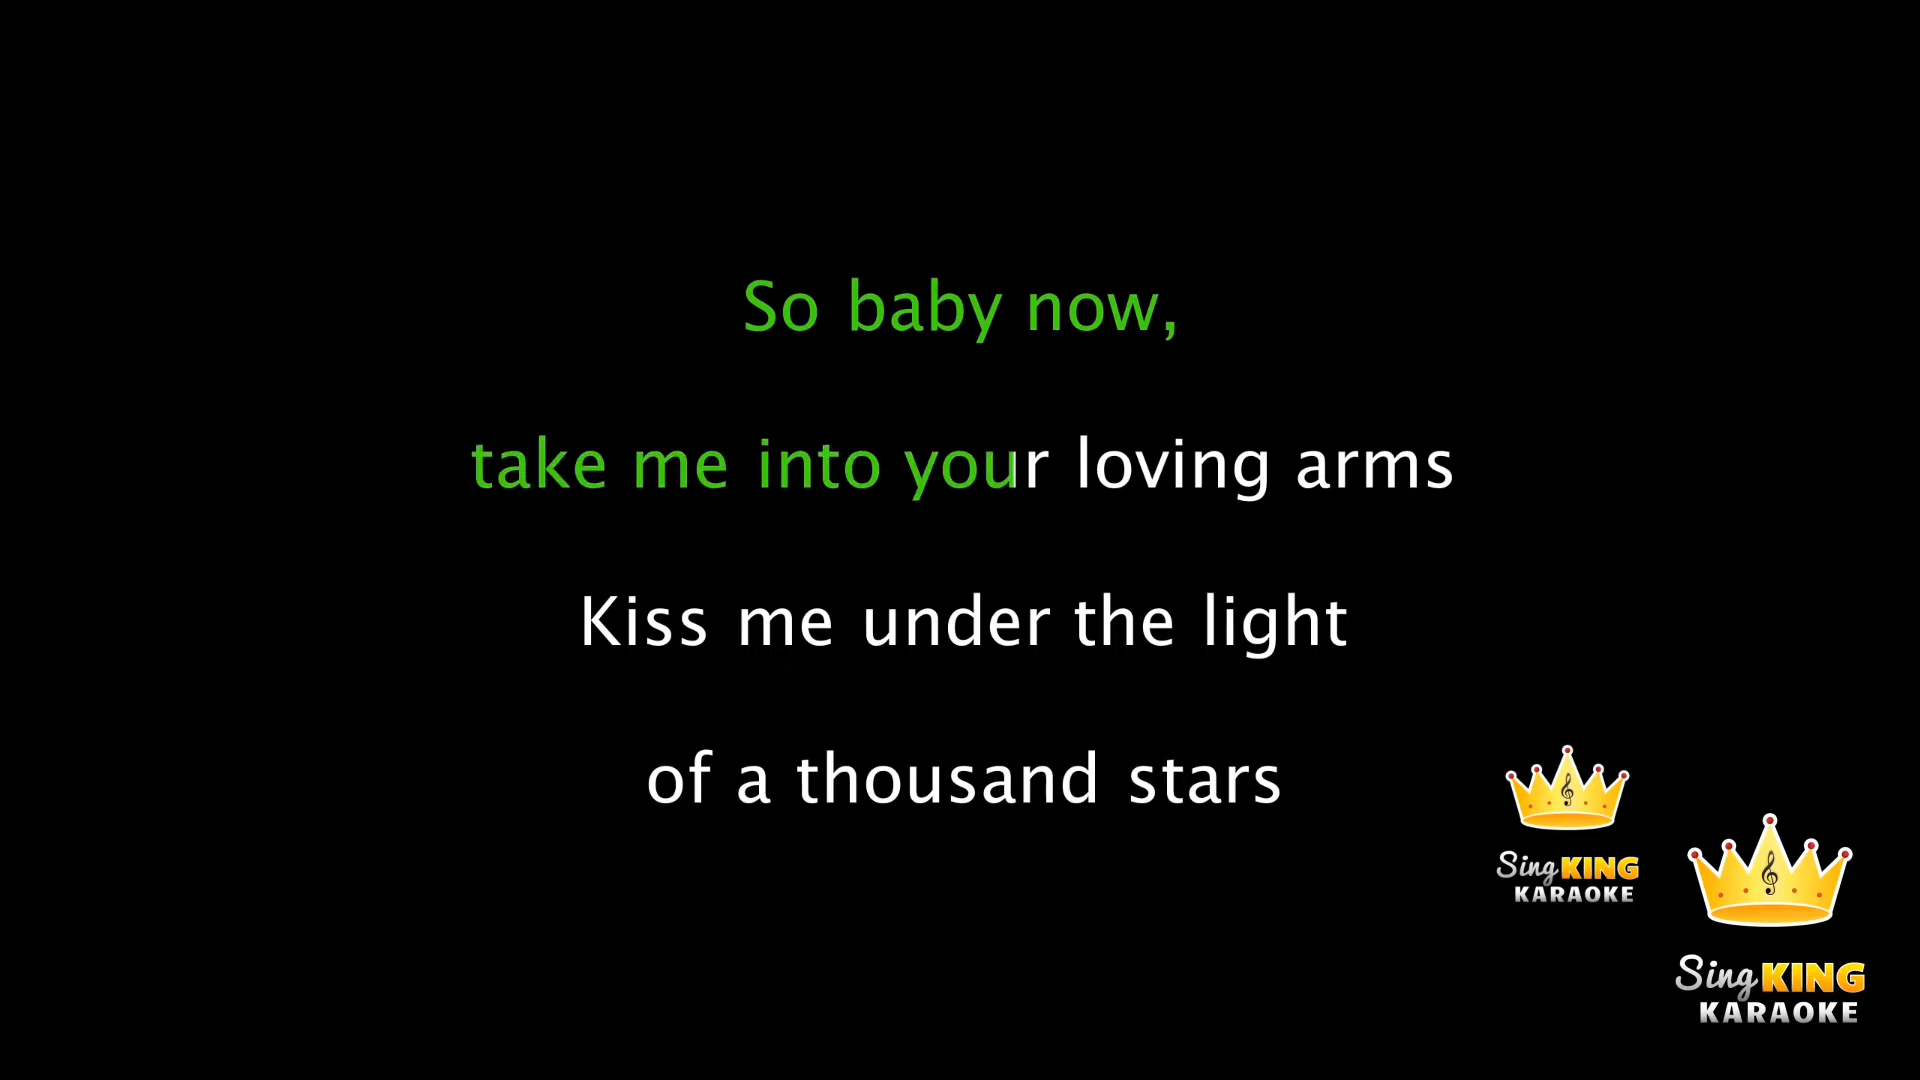 So baby now,
take me into your loving arms
Kiss me under the light
of a thousand stars
Sing KING
KARAOKE
Sing KING
KARAOKE